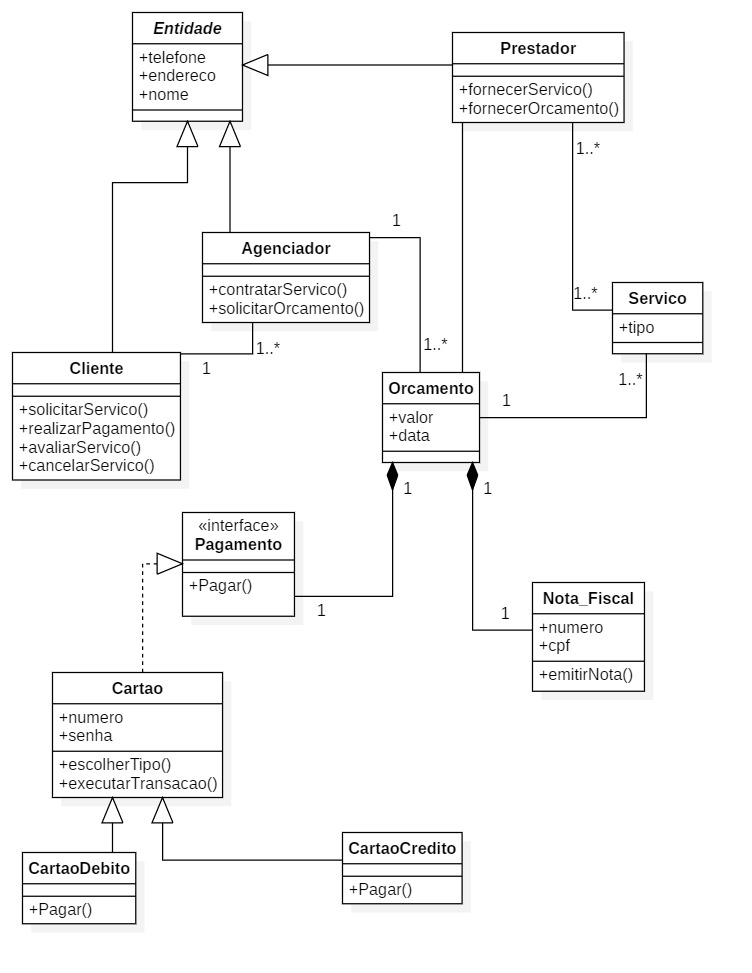 Entidade
+telefone
+endereco
+nome
Prestador
+fornecerServico()
+fornecerOrcamento()
1..*
1..*
Servico
+tipo
1..*
Agenciador
+contratarServico()
+solicitarOrcamento()
1
1..*
1..*
1
Cliente
+solicitarServico()
+realizarPagamento()
+avaliarServico()
+cancelarServico()
Orcamento
+valor
+data
1
1
1
«interface»
Pagamento
+Pagar()
1
Nota_Fiscal
+numero
+cpf
+emitirNota()
1
Cartao
+numero
+senha
+escolherTipo()
+executarTransacao()
CartaoDebito
+Pagar()
CartaoCredito
+Pagar()